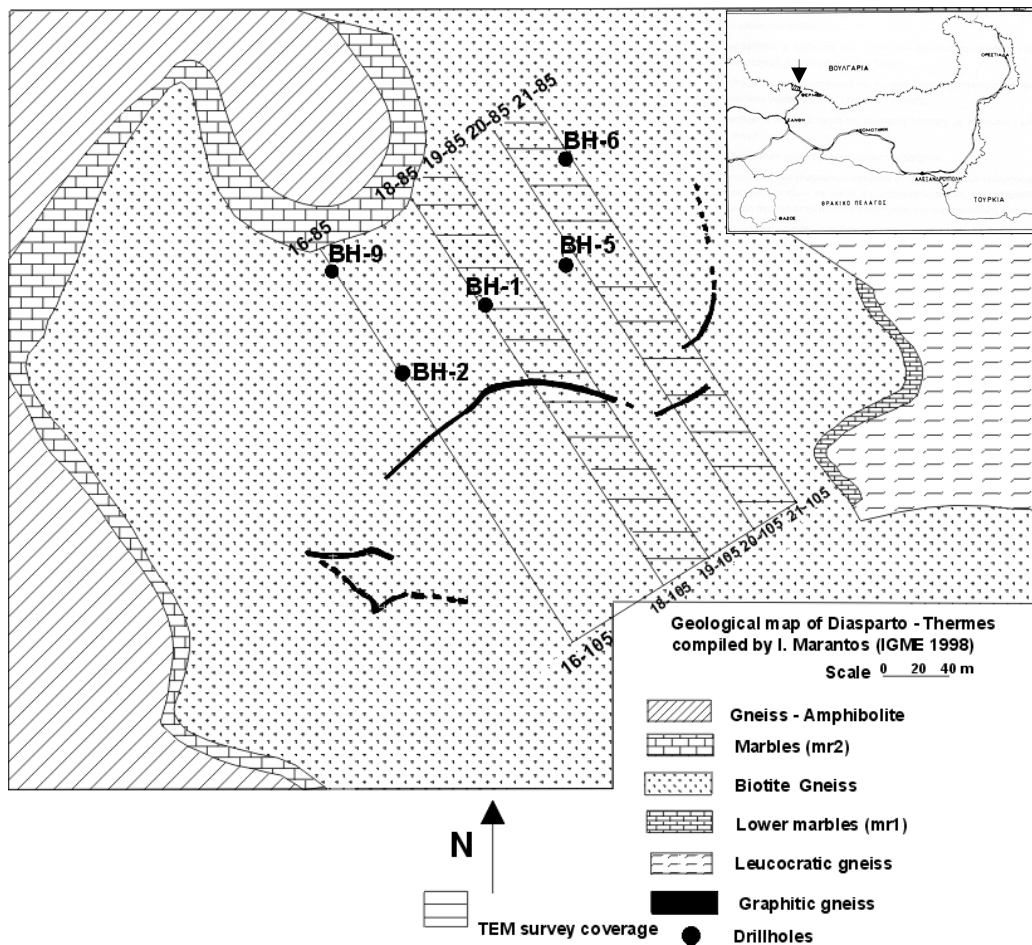 ΒΟΥΛΓΑΡΙΑ
ΟΡΕΣΤΙΑΔΑ
ΞΑΝΘΗ
ΚΟΜΟΤΗΝΗ
ΑΛΕΞΑΝΔΡΟΥΠΟΛΗ
ΘΡΑΚΙΚΟ ΠΕΛΑΓΟΣ
ΤΟΥΡΚΙΑ
ΘΑΣΟΣ
21-85
20-85
19-85
18-85
16-85
BH-6
BH-5
BH-9
BH-1
BH-2
21-105
20-105
19-105
18-105
16-105
Geological map of Diasparto - Thermes
compiled by I. Marantos (IGME 1998)
Scale 0 20 40 m
Gneiss - Amphibolite
Marbles (mr2)
Biotite Gneiss
Lower marbles (mr1)
Leucocratic gneiss
Graphitic gneiss
Drillholes
N
TEM survey coverage